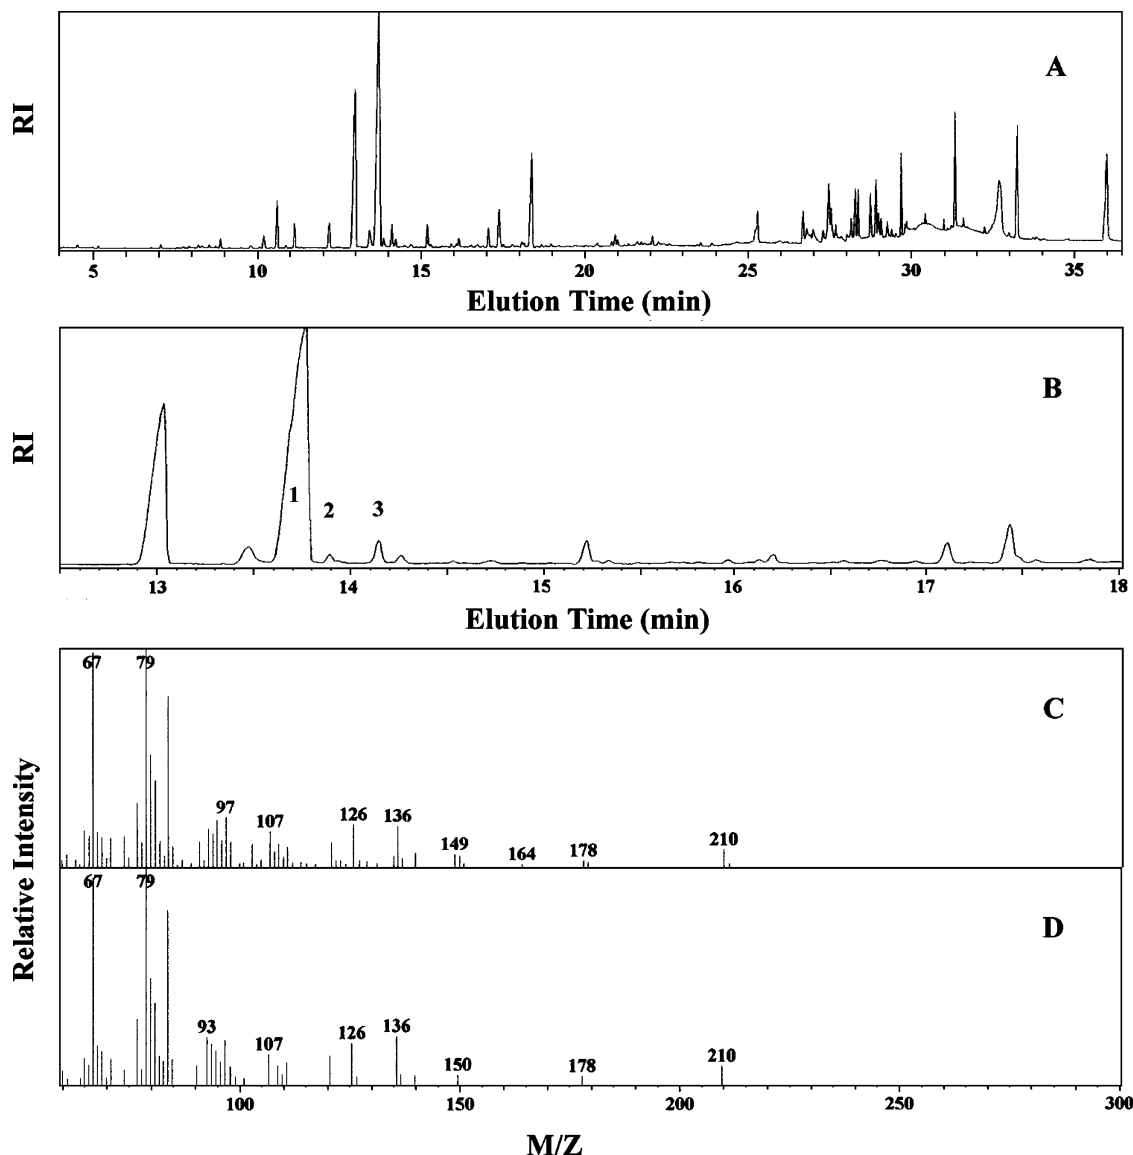 A
RI
5 10 15 20 25 30 35
Elution Time (min)
B
RI
1
2
3
13 14 15 16 17 18
Elution Time (min)
67 79
C
97
107
126
136
149
164
178
210
Relative Intensity
67 79
D
93
107
126
136
150
178
210
100 150 200 250 300
M/Z